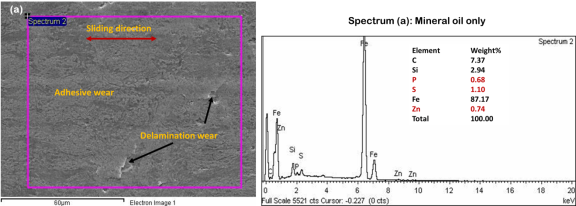 (a)
Spectrum 2
Sliding direction
Adhesive wear
Delamination wear
60µm
Electron Image 1
Spectrum (a): Mineral oil only
Spectrum 2
Element Weight%
C 7.37
Si 2.94
P 0.68
S 1.10
Fe 87.17
Zn 0.74
Total 100.00
Fe
Fe
Zn
C
Si
P
S
Fe
Zn
Zn
0 2 4 6 8 10 12 14 16 18 20
Full Scale 5521 cts Cursor: -0.227 (0 cts)
keV